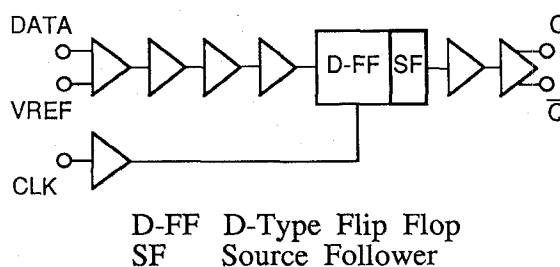 DATA
VREF
CLK
D-FF SF
D-FF D-Type Flip Flop
SF Source Follower